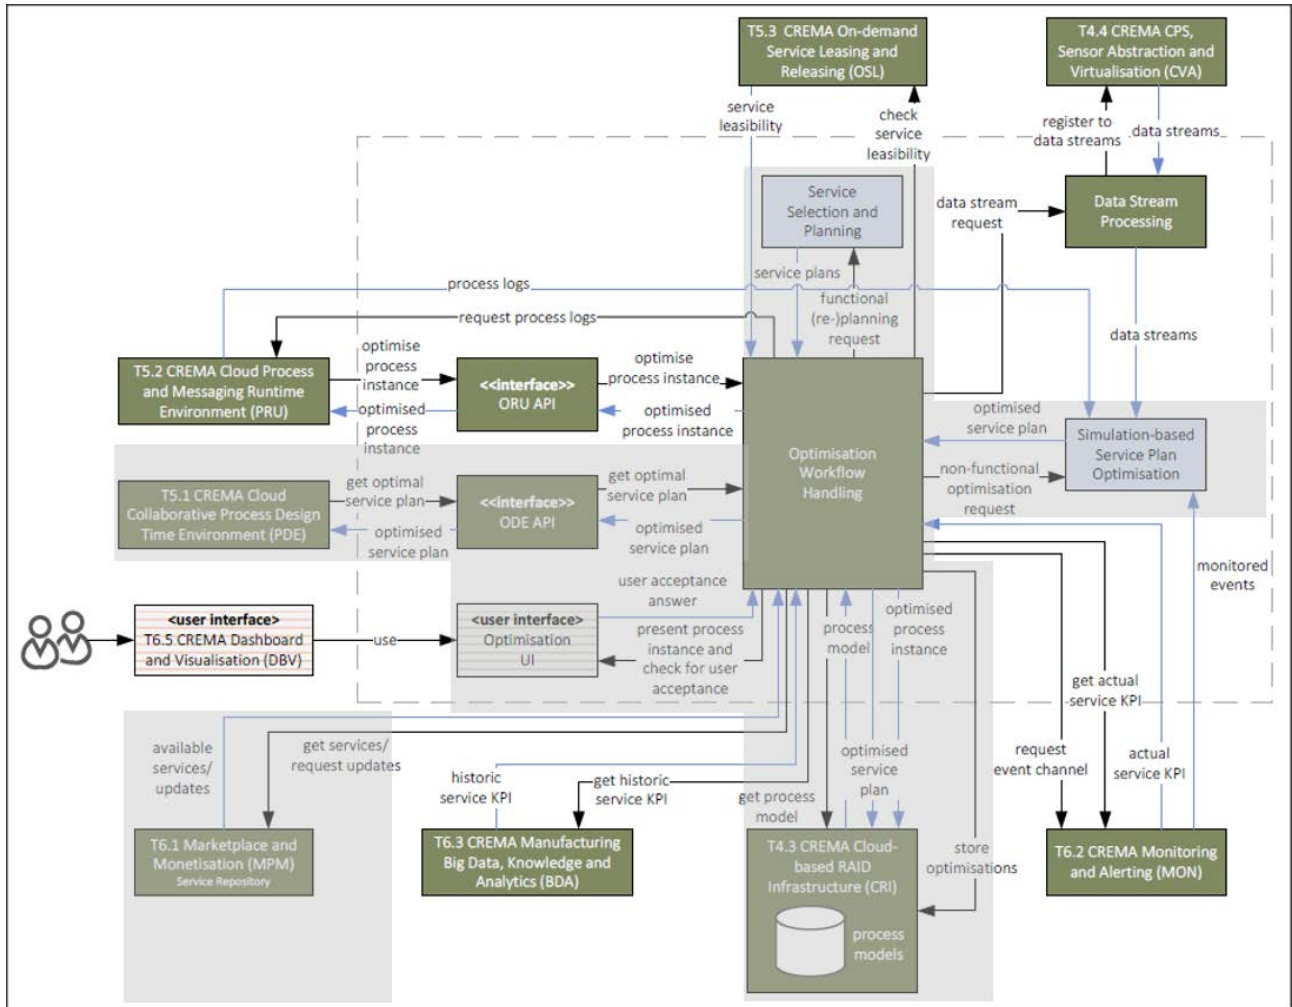 T5.3 CREMA On-demand
Service Leasing and
Releasing (OSL)
T4.4 CREMA CPS,
Sensor Abstraction and
Virtualisation (CVA)
service
leasibility
check
service
leasibility
register to
data streams
data streams
Service
Selection and
Planning
data stream
request
Data Stream
Processing
service plans
process logs
functional
(re-)planning
request
request process logs
data streams
optimise
process
instance
optimise
process instance
T5.2 CREMA Cloud Process
and Messaging Runtime
Environment (PRU)
<<interface>>
ORU API
optimised
process
instance
optimised
process instance
optimised
service plan
Simulation-based
Service Plan
Optimisation
Optimisation
Workflow
Handling
non-functional
optimisation
request
get optimal
service plan
get optimal
service plan
T5.1 CREMA Cloud
Collaborative Process Design
Time Environment (PDE)
<<interface>>
ODE API
optimised
service plan
optimised
service plan
monitored
events
user acceptance
answer
<user interface>
T6.5 CREMA Dashboard
and Visualisation (DBV)
use
<user interface>
Optimisation
UI
present process
instance and
check for user
acceptance
process
model
optimised
process
instance
get actual
service KPI
available
services/
updates
get services/
request updates
historic
service KPI
get historic
service KPI
optimised
service
plan
get process
model
request
event channel
actual
service KPI
T6.1 Marketplace and
Monetisation (MPM)
Service Repository
T6.3 CREMA Manufacturing
Big Data, Knowledge and
Analytics (BDA)
T4.3 CREMA Cloud-
based RAID
Infrastructure (CRI)
process
models
store
optimisations
T6.2 CREMA Monitoring
and Alerting (MON)